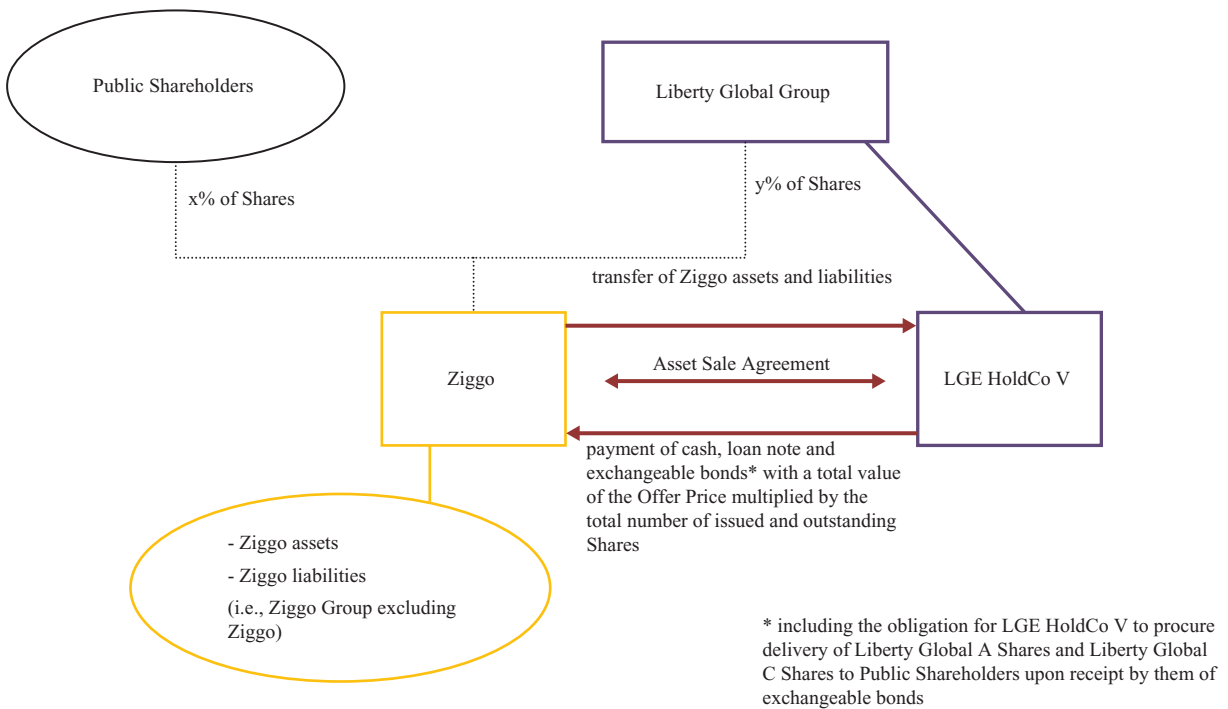 Public Shareholders
Liberty Global Group
x% of Shares
y% of Shares
transfer of Ziggo assets and liabilities
Ziggo
Asset Sale Agreement
LGE HoldCo V
payment of cash, loan note and
exchangeable bonds* with a total value
of the Offer Price multiplied by the
total number of issued and outstanding
Shares
- Ziggo assets
- Ziggo liabilities
(i.e., Ziggo Group excluding
Ziggo)
* including the obligation for LGE HoldCo V to procure
delivery of Liberty Global A Shares and Liberty Global
C Shares to Public Shareholders upon receipt by them of
exchangeable bonds